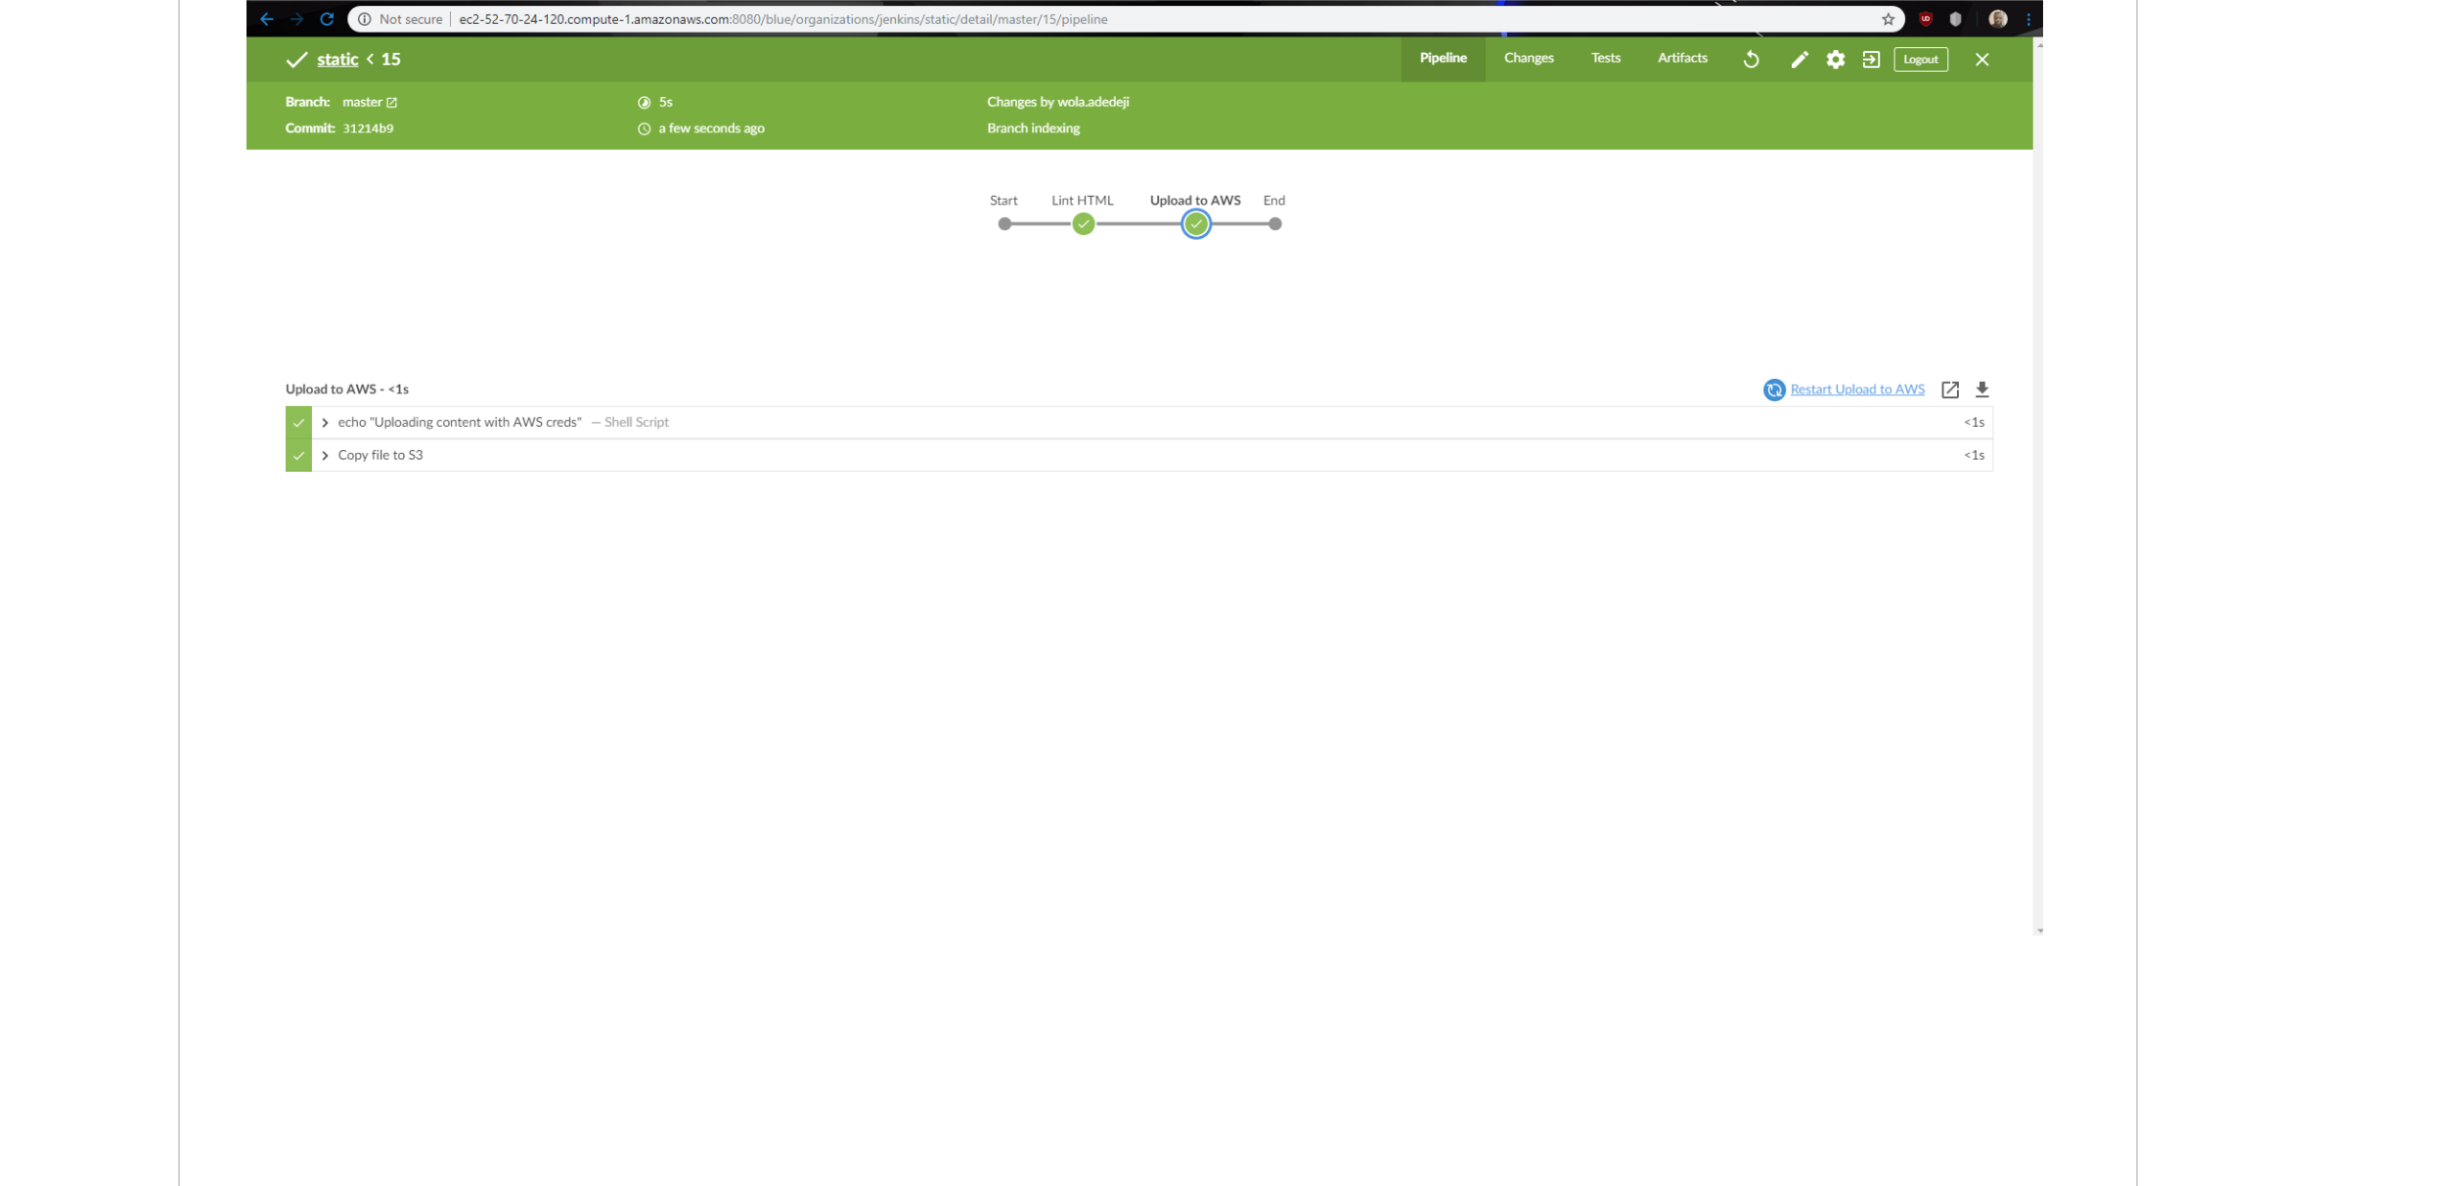 Not secure | ec2-52-70-24-120.compute-1.amazonaws.com:8080/blue/organizations/jenkins/static/detail/master/15/pipeline
static < 15 Pipeline Changes Tests Artifacts Logout
Branch: master 5s Changes by wola.adedeji
Commit: 31214b9 a few seconds ago Branch indexing
Start Lint HTML Upload to AWS End
Upload to AWS - <1s Restart Upload to AWS
echo "Uploading content with AWS creds" — Shell Script <1s
Copy file to S3 <1s